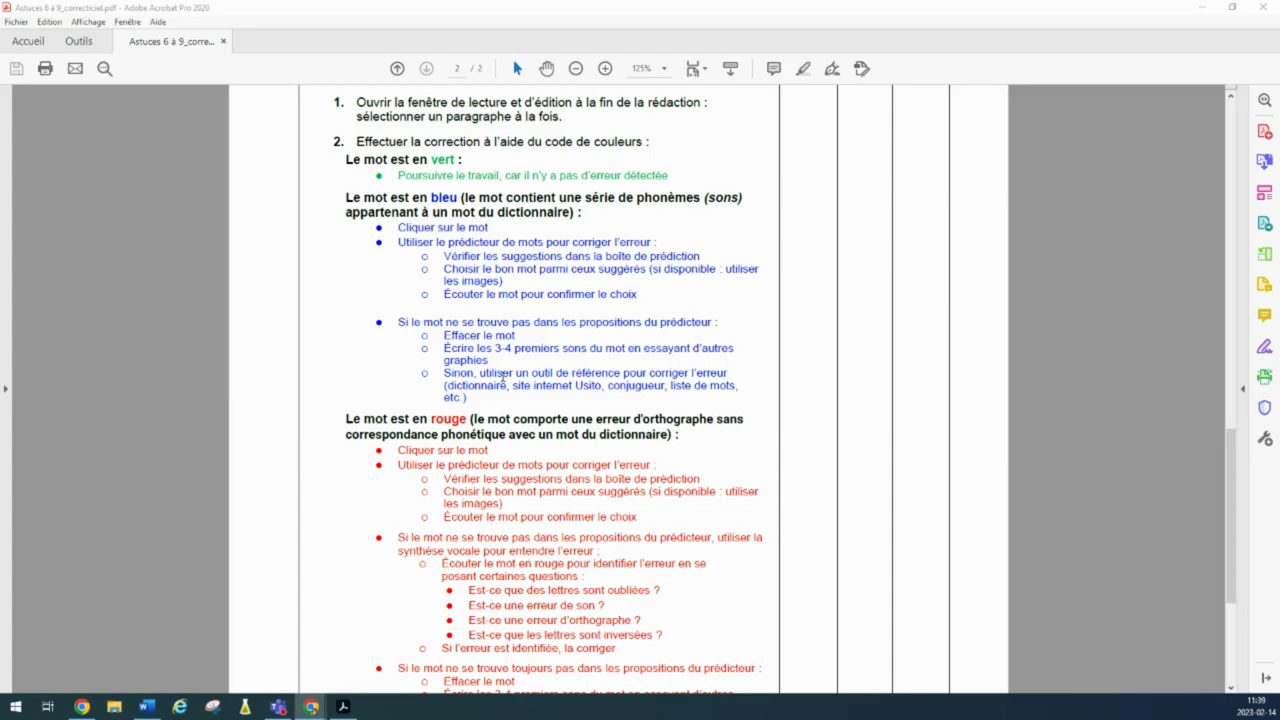 Astuces 6 à 9_correcticiel.pdf - Adobe Acrobat Pro 2020
Fichier Edition Affichage Fenêtre Aide
Accueil Outils Astuces 6 à 9_corre... ×
2 / 2 125%
1. Ouvrir la fenêtre de lecture et d'édition à la fin de la rédaction :
sélectionner un paragraphe à la fois.
2. Effectuer la correction à l'aide du code de couleurs :
Le mot est en vert :
• Poursuivre le travail, car il n'y a pas d'erreur détectée
Le mot est en bleu (le mot contient une série de phonèmes (sons)
appartenant à un mot du dictionnaire) :
• Cliquer sur le mot
• Utiliser le prédicteur de mots pour corriger l'erreur :
o Vérifier les suggestions dans la boîte de prédiction
o Choisir le bon mot parmi ceux suggérés (si disponible : utiliser
les images)
o Écouter le mot pour confirmer le choix
• Si le mot ne se trouve pas dans les propositions du prédicteur :
o Effacer le mot
o Écrire les 3-4 premiers sons du mot en essayant d'autres
graphies
o Sinon, utiliser un outil de référence pour corriger l'erreur
(dictionnaire, site internet Usito, conjugueur, liste de mots,
etc.)
Le mot est en rouge (le mot comporte une erreur d'orthographe sans
correspondance phonétique avec un mot du dictionnaire) :
• Cliquer sur le mot
• Utiliser le prédicteur de mots pour corriger l'erreur :
o Vérifier les suggestions dans la boîte de prédiction
o Choisir le bon mot parmi ceux suggérés (si disponible : utiliser
les images)
o Écouter le mot pour confirmer le choix
• Si le mot ne se trouve pas dans les propositions du prédicteur, utiliser la
synthèse vocale pour entendre l'erreur :
o Écouter le mot en rouge pour identifier l'erreur en se
posant certaines questions :
• Est-ce que des lettres sont oubliées ?
• Est-ce une erreur de son ?
• Est-ce une erreur d'orthographe ?
• Est-ce que les lettres sont inversées ?
o Si l'erreur est identifiée, la corriger
• Si le mot ne se trouve toujours pas dans les propositions du prédicteur :
o Effacer le mot
o Écrire les 3-4 premiers sons du mot en essayant d'autres
11:39
2023-02-14